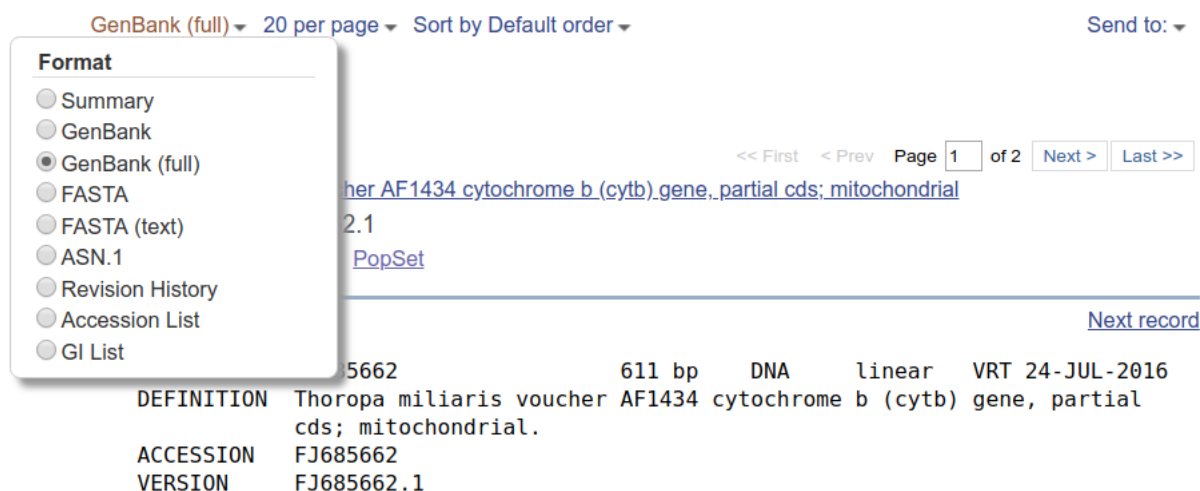 GenBank (full) 20 per page Sort by Default order Send to:
Format
Summary
GenBank
GenBank (full)
FASTA
FASTA (text)
ASN.1
Revision History
Accession List
GI List
<< First < Prev Page 1 of 2 Next > Last >>
her AF1434 cytochrome b (cytb) gene, partial cds; mitochondrial
2.1
PopSet
Next record
5662 611 bp DNA linear VRT 24-JUL-2016
DEFINITION Thoropa miliaris voucher AF1434 cytochrome b (cytb) gene, partial
cds; mitochondrial.
ACCESSION FJ685662
VERSION FJ685662.1